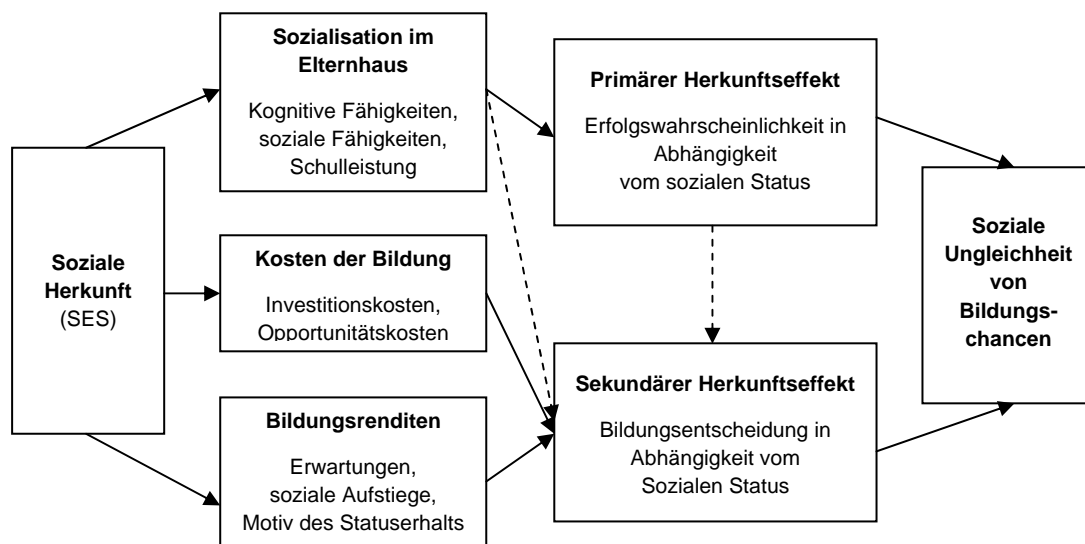 Soziale
Herkunft
(SES)
Sozialisation im
Elternhaus
Kognitive Fähigkeiten,
soziale Fähigkeiten,
Schulleistung
Kosten der Bildung
Investitionskosten,
Opportunitätskosten
Bildungsrenditen
Erwartungen,
soziale Aufstiege,
Motiv des Statuserhalts
Primärer Herkunftseffekt
Erfolgswahrscheinlichkeit in
Abhängigkeit
vom sozialen Status
Sekundärer Herkunftseffekt
Bildungsentscheidung in
Abhängigkeit vom
Sozialen Status
Soziale
Ungleichheit
von
Bildungs-
chancen